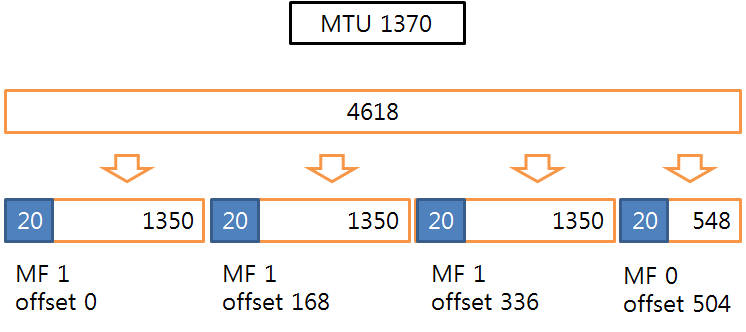 MTU 1370
4618
20 1350 20 1350 20 1350 20 548
MF 1 MF 1 MF 1 MF 0
offset 0 offset 168 offset 336 offset 504